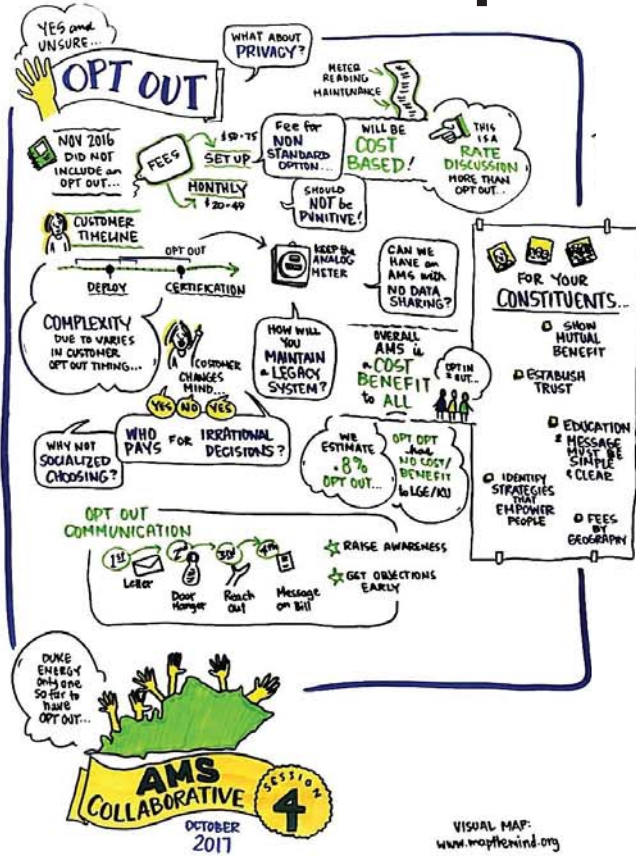 YES and
UNSURE...
OPT OUT
WHAT ABOUT
PRIVACY?
METER
READING
MAINTENANCE
NOV 2016
DID NOT
INCLUDE an
OPT OUT...
FEES
$50-75
SET UP
MONTHLY
$20-49
Fee for
NON
STANDARD
OPTION...
SHOULD
NOT be
PUNITIVE!
WILL BE
COST
BASED!
THIS
IS A
RATE
DISCUSSION
MORE THAN
OPT OUT...
CUSTOMER
TIMELINE
OPT OUT
DEPLOY
CERTIFICATION
KEEP the
ANALOG
METER
CAN WE
HAVE an
AMS with
NO DATA
SHARING?
COMPLEXITY
DUE TO VARIES
IN CUSTOMER
OPT OUT TIMING...
CUSTOMER
CHANGES
MIND...
YES NO YES
HOW WILL
YOU
MAINTAIN
a LEGACY
SYSTEM?
OVERALL
AMS is
a COST
BENEFIT
to ALL
OPT IN
& OUT...
WHY NOT
SOCIALIZED
CHOOSING?
WHO
PAYS FOR IRRATIONAL
DECISIONS?
WE
ESTIMATE
.8%
OPT OUT...
OPT OPT
has
NO COST/
BENEFIT
to LGE/KU
FOR YOUR
CONSTITUENTS...
SHOW
MUTUAL
BENEFIT
ESTABLISH
TRUST
EDUCATION
& MESSAGE
MUST BE
SIMPLE
& CLEAR
IDENTIFY
STRATEGIES
THAT
EMPOWER
PEOPLE
FEES
BY
GEOGRAPHY
OPT OUT
COMMUNICATION
1st
Letter
2nd
Door
Hanger
3rd
Reach
out
4th
Message
on Bill
RAISE AWARENESS
GET OBJECTIONS
EARLY
DUKE
ENERGY
only one
so far to
have
OPT OUT...
AMS
COLLABORATIVE
SESSION
4
OCTOBER
2017
VISUAL MAP:
www.mapthemind.org